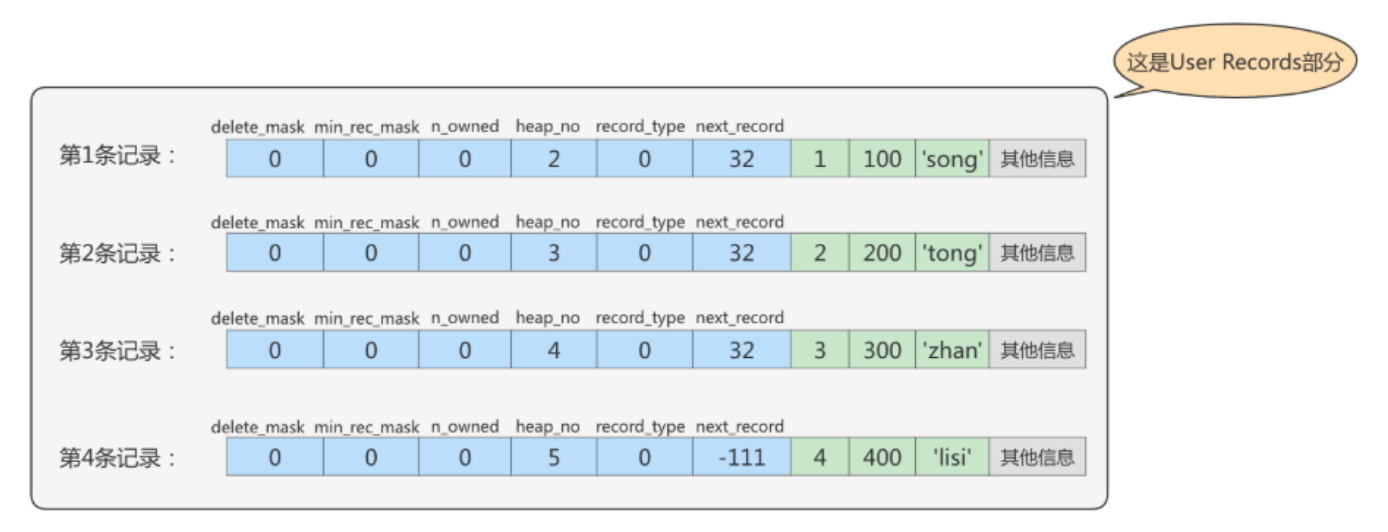 这是User Records部分
delete_mask min_rec_mask n_owned heap_no record_type next_record
第1条记录： 0 0 0 2 0 32 1 100 'song' 其他信息
delete_mask min_rec_mask n_owned heap_no record_type next_record
第2条记录： 0 0 0 3 0 32 2 200 'tong' 其他信息
delete_mask min_rec_mask n_owned heap_no record_type next_record
第3条记录： 0 0 0 4 0 32 3 300 'zhan' 其他信息
delete_mask min_rec_mask n_owned heap_no record_type next_record
第4条记录： 0 0 0 5 0 -111 4 400 'lisi' 其他信息